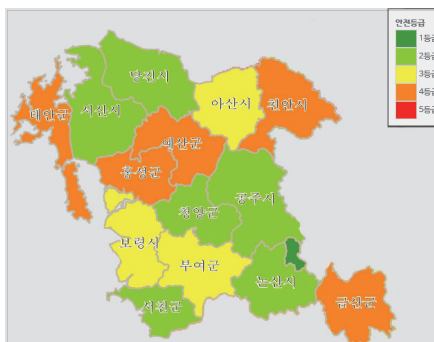 안전등급
1등급
2등급
3등급
4등급
5등급
당진시
아산시
천안시
태안군
서산시
예산군
홍성군
공주시
청양군
보령시
부여군
논산시
서천군
금산군